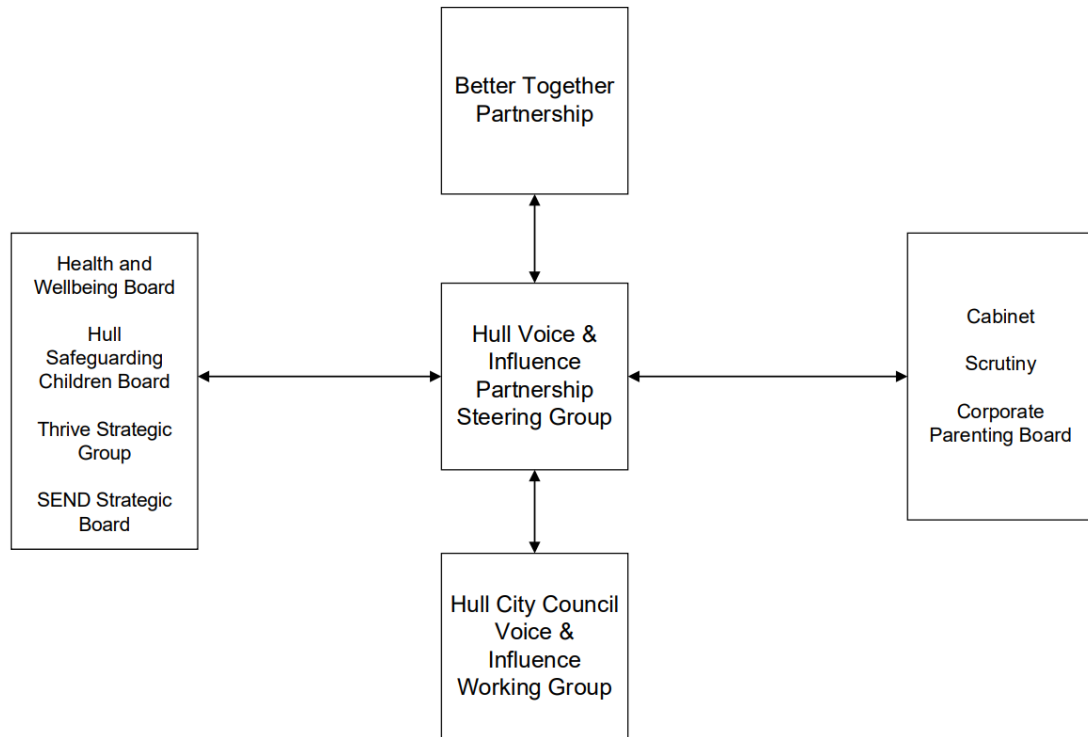 Better Together
Partnership
Health and
Wellbeing Board
Hull
Safeguarding
Children Board
Thrive Strategic
Group
SEND Strategic
Board
Hull Voice &
Influence
Partnership
Steering Group
Cabinet
Scrutiny
Corporate
Parenting Board
Hull City Council
Voice &
Influence
Working Group